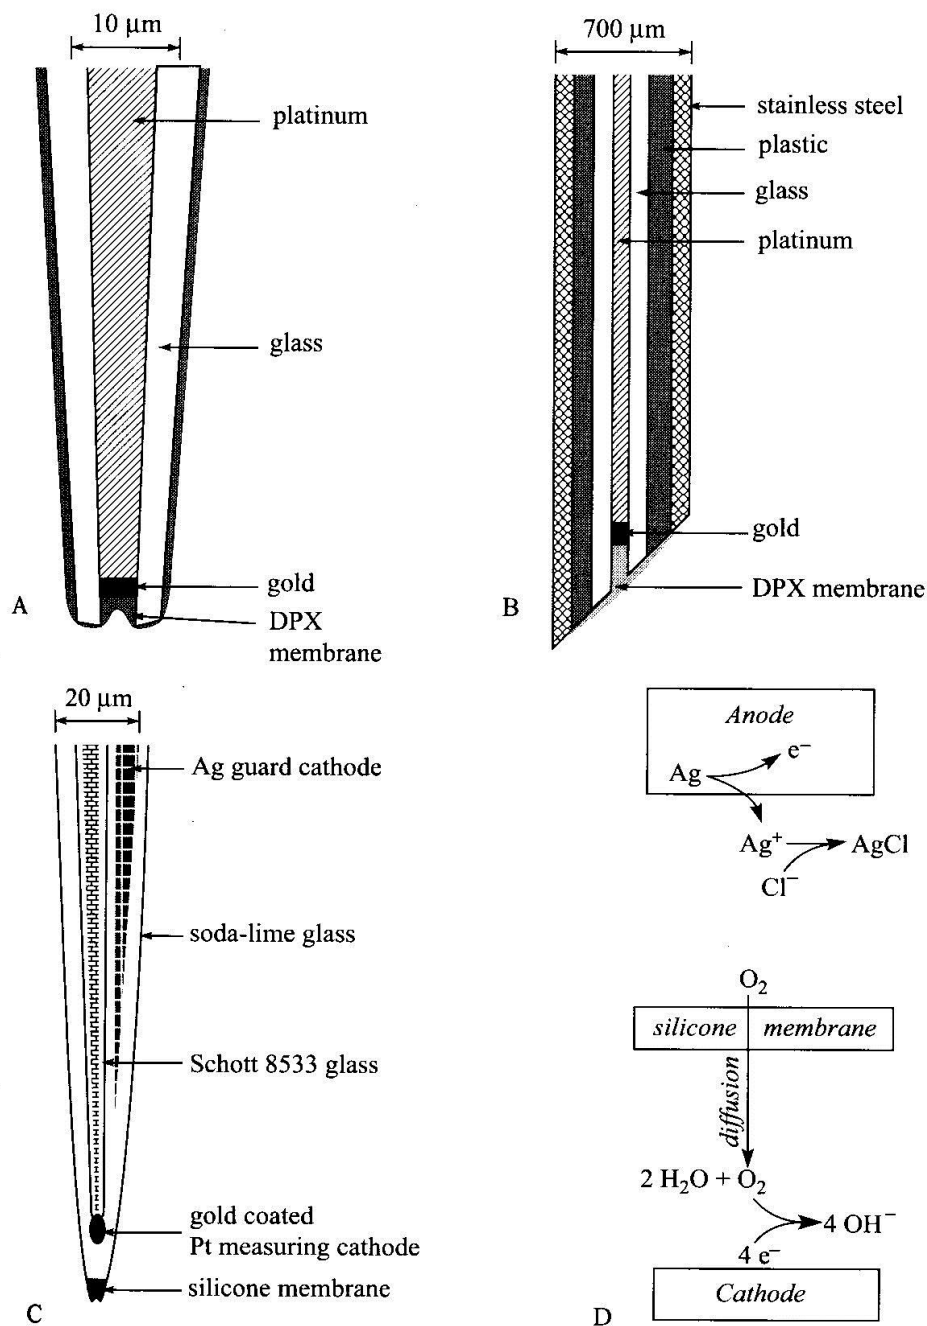 10 μm
platinum
glass
gold
DPX
membrane
A
700 μm
stainless steel
plastic
glass
platinum
gold
DPX membrane
B
20 μm
Ag guard cathode
soda-lime glass
Schott 8533 glass
gold coated
Pt measuring cathode
silicone membrane
C
Anode
e⁻
Ag
Ag⁺
AgCl
Cl⁻
O₂
silicone membrane
diffusion
2 H₂O + O₂
4 OH⁻
4 e⁻
Cathode
D